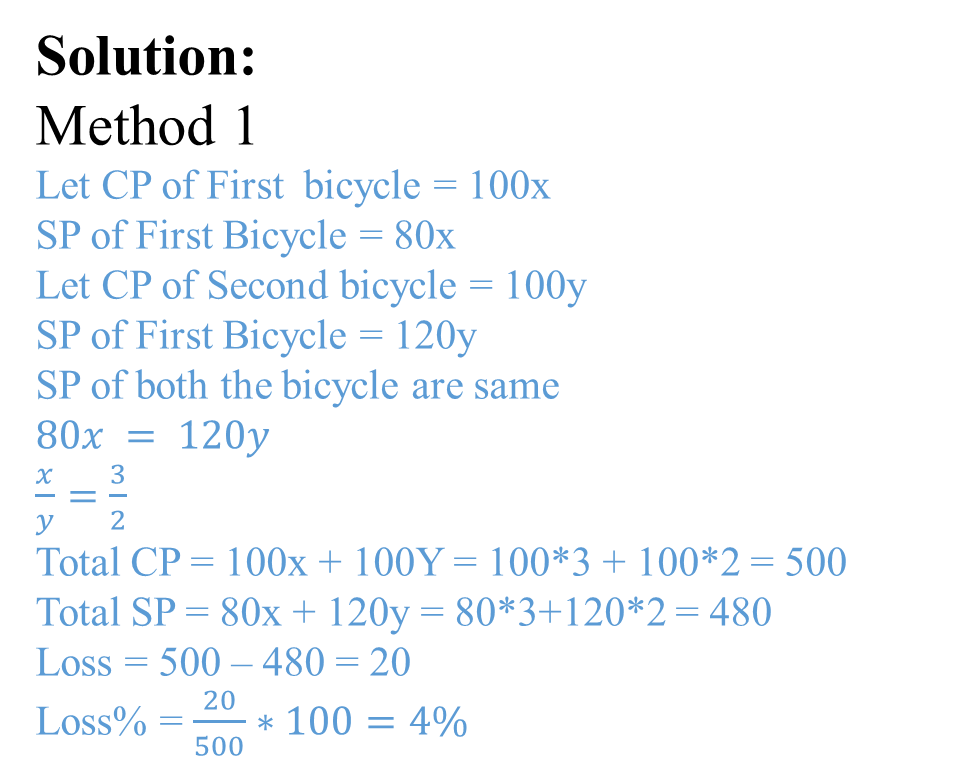 Solution:
Method 1
Let CP of First bicycle = 100x
SP of First Bicycle = 80x
Let CP of Second bicycle = 100y
SP of First Bicycle = 120y
SP of both the bicycle are same
80x = 120y
x/y = 3/2
Total CP = 100x + 100Y = 100*3 + 100*2 = 500
Total SP = 80x + 120y = 80*3+120*2 = 480
Loss = 500 – 480 = 20
Loss% = 20/500 * 100 = 4%